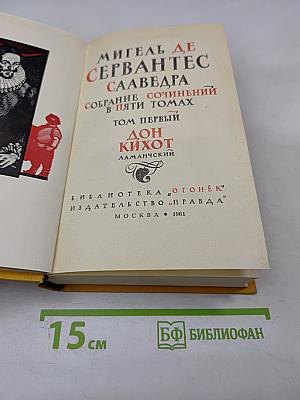 МИГЕЛЬ ДЕ
СЕРВАНТЕС
СААВЕДРА
СОБРАНИЕ СОЧИНЕНИЙ
В ПЯТИ ТОМАХ
ТОМ ПЕРВЫЙ
ДОН
КИХОТ
ЛАМАНЧСКИЙ
БИБЛИОТЕКА „ОГОНЕК"
ИЗДАТЕЛЬСТВО „ПРАВДА"
МОСКВА • 1961
15 см
БФ БИБЛИОФАН